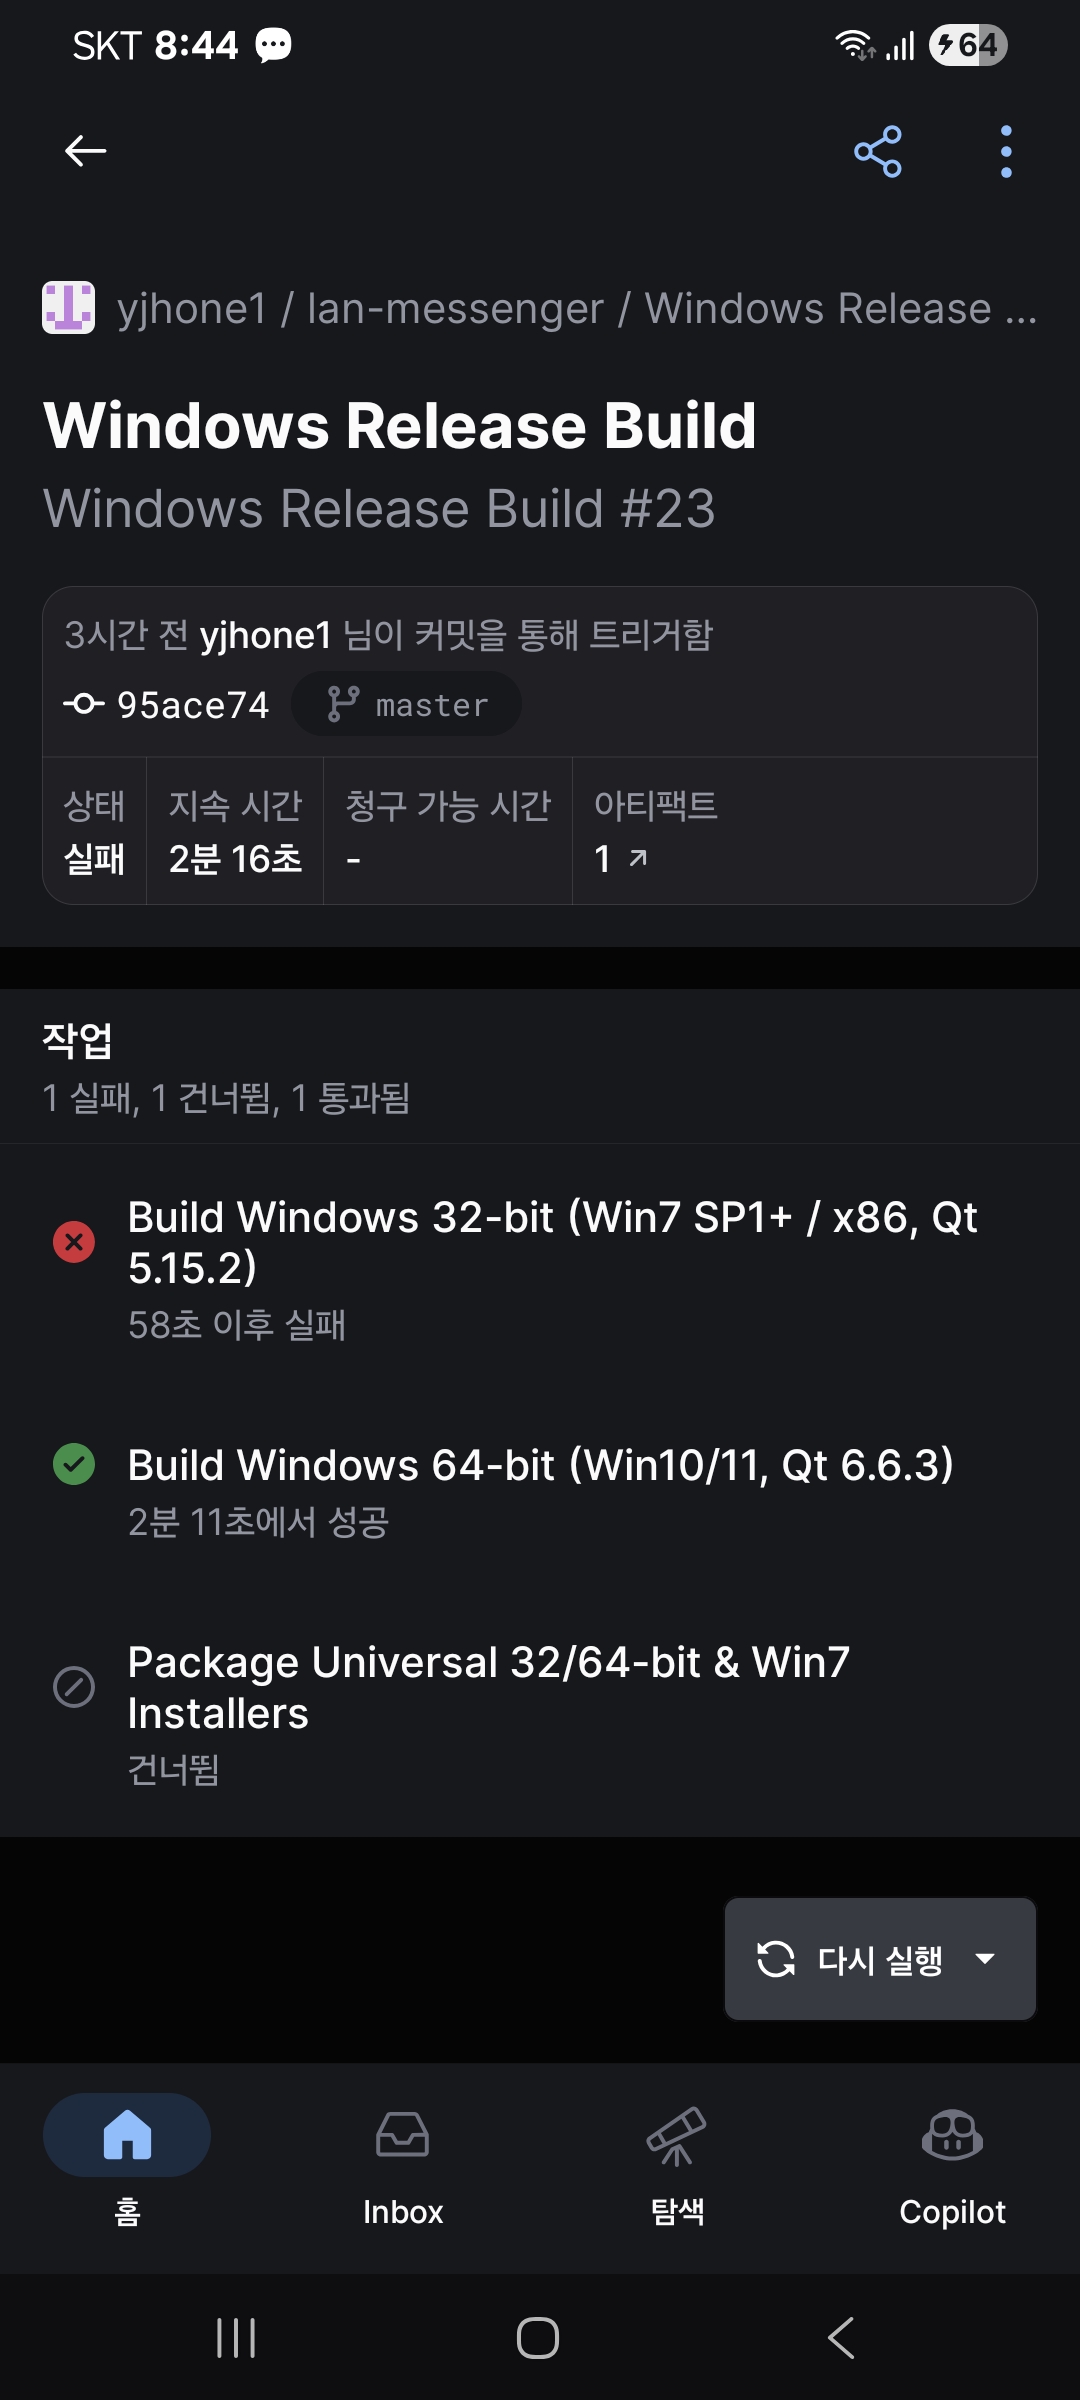 SKT 8:44
64
yjhone1 / lan-messenger / Windows Release ...
Windows Release Build
Windows Release Build #23
3시간 전 yjhone1 님이 커밋을 통해 트리거함
95ace74 master
상태 지속 시간 청구 가능 시간 아티팩트
실패 2분 16초 - 1
작업
1 실패, 1 건너뜀, 1 통과됨
Build Windows 32-bit (Win7 SP1+ / x86, Qt
5.15.2)
58초 이후 실패
Build Windows 64-bit (Win10/11, Qt 6.6.3)
2분 11초에서 성공
Package Universal 32/64-bit & Win7
Installers
건너뜀
다시 실행
홈 Inbox 탐색 Copilot